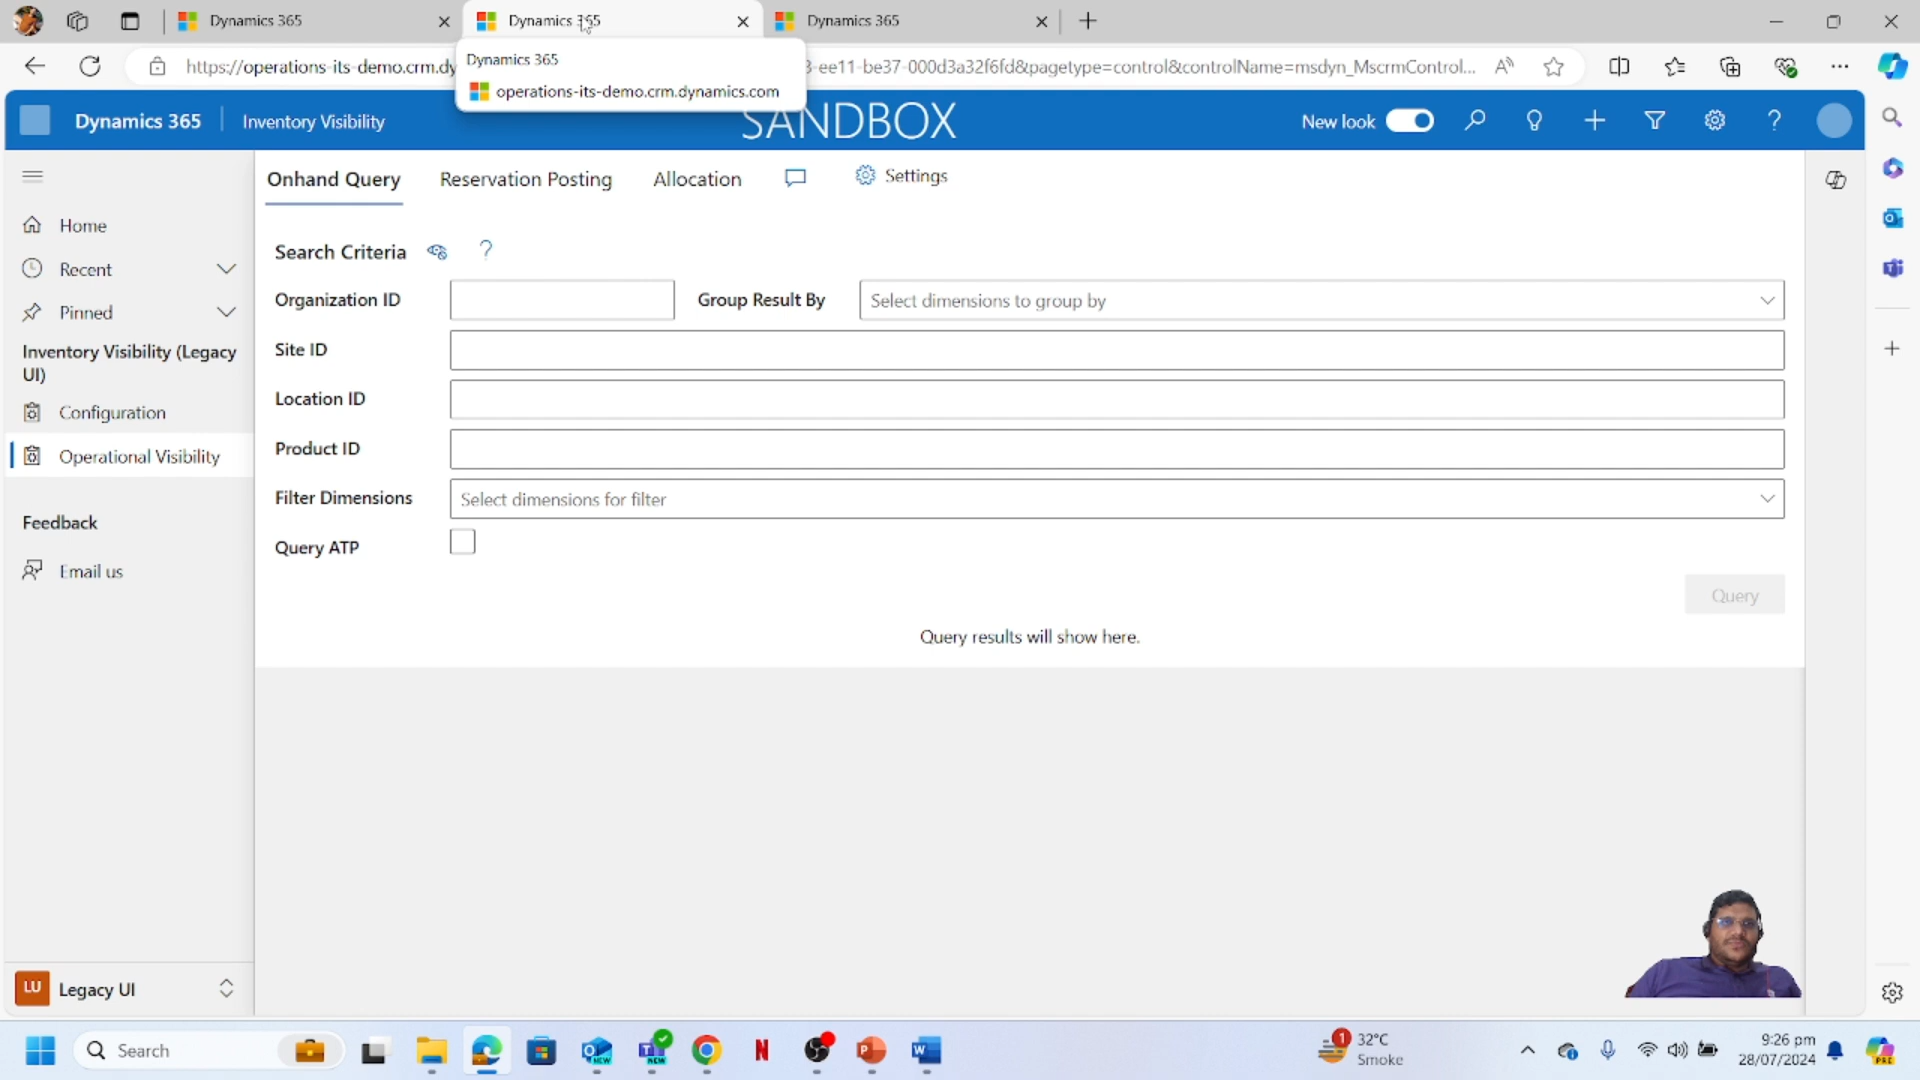 Dynamics 365
Dynamics 365
Dynamics 365
https://operations-its-demo.crm.dy
3-ee11-be37-000d3a32f6fd&pagetype=control&controlName=msdyn_MscrmControl...
Dynamics 365
operations-its-demo.crm.dynamics.com
Dynamics 365
Inventory Visibility
SANDBOX
New look
Onhand Query
Reservation Posting
Allocation
Settings
Home
Recent
Pinned
Inventory Visibility (Legacy
UI)
Configuration
Operational Visibility
Feedback
Email us
LU Legacy UI
Search Criteria
Organization ID
Group Result By
Select dimensions to group by
Site ID
Location ID
Product ID
Filter Dimensions
Select dimensions for filter
Query ATP
Query
Query results will show here.
Search
NEW
NEW
1
32°C
Smoke
9:26 pm
28/07/2024
PRE